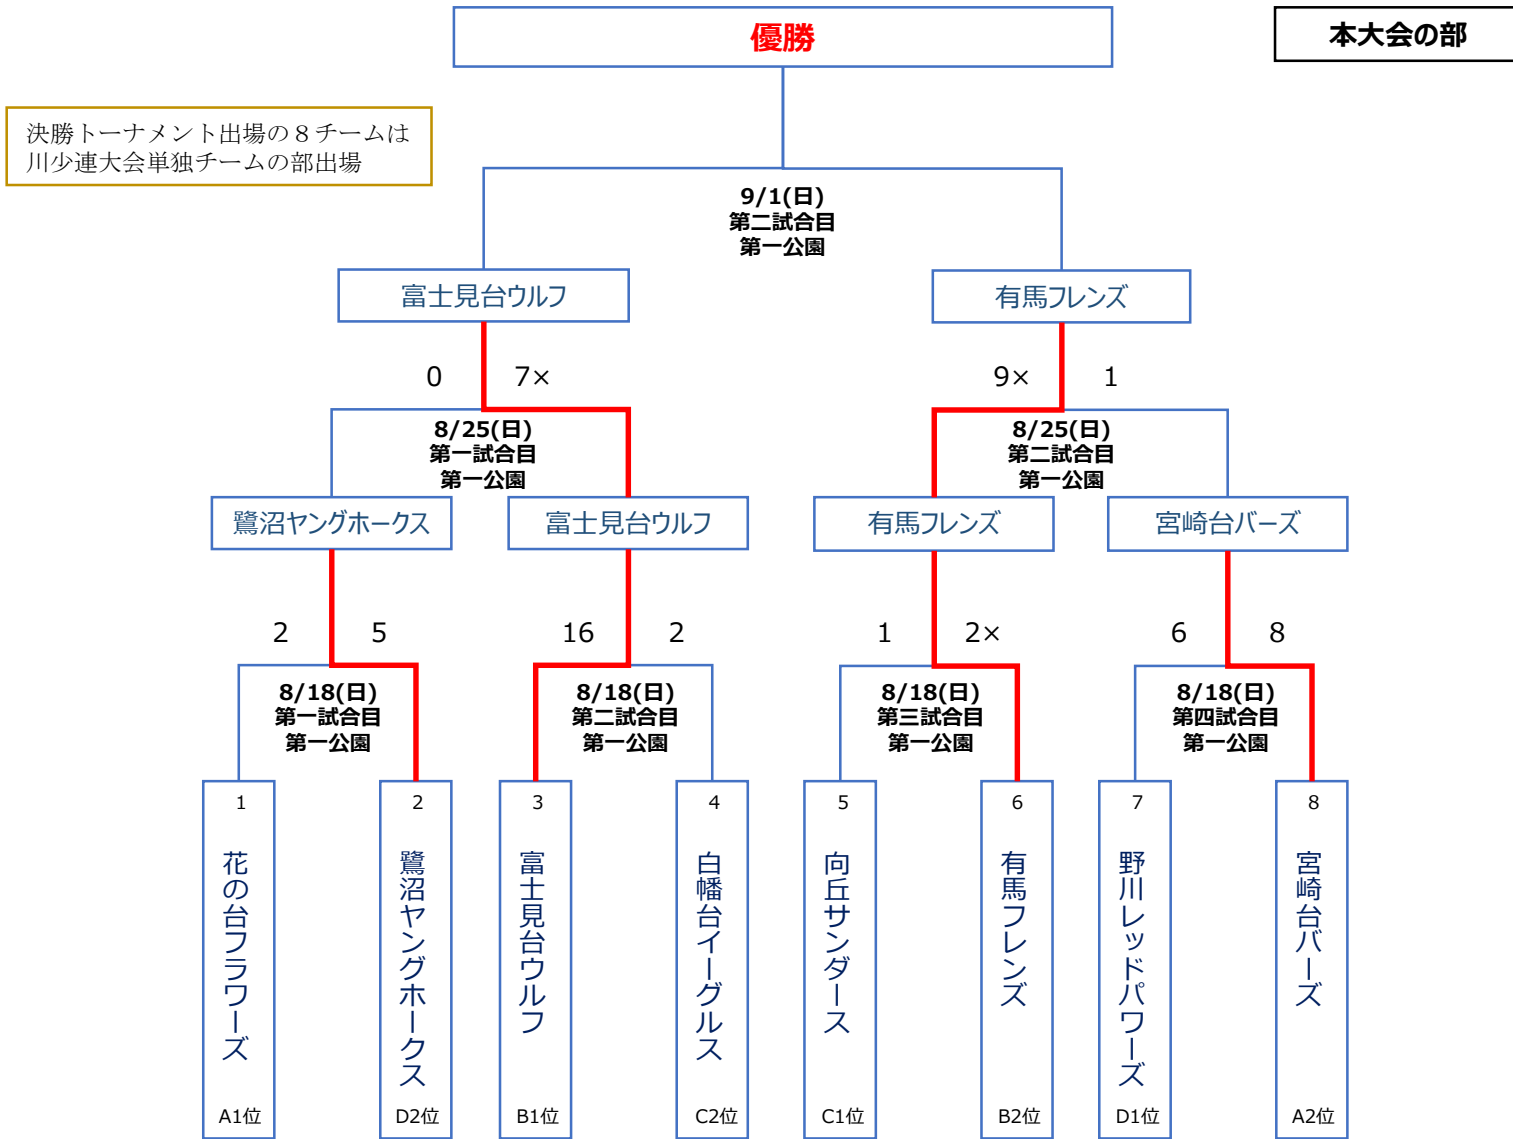 優勝
本大会の部
決勝トーナメント出場の８チームは
川少連大会単独チームの部出場
9/1(日)
第二試合目
第一公園
富士見台ウルフ
有馬フレンズ
0
7×
9×
1
8/25(日)
第一試合目
第一公園
8/25(日)
第二試合目
第一公園
鷺沼ヤングホークス
富士見台ウルフ
有馬フレンズ
宮崎台バーズ
2
5
16
2
1
2×
6
8
8/18(日)
第一試合目
第一公園
8/18(日)
第二試合目
第一公園
8/18(日)
第三試合目
第一公園
8/18(日)
第四試合目
第一公園
1
花の台フラワーズ
A1位
2
鷺沼ヤングホークス
D2位
3
富士見台ウルフ
B1位
4
白幡台イーグルス
C2位
5
向丘サンダース
C1位
6
有馬フレンズ
B2位
7
野川レッドパワーズ
D1位
8
宮崎台バーズ
A2位